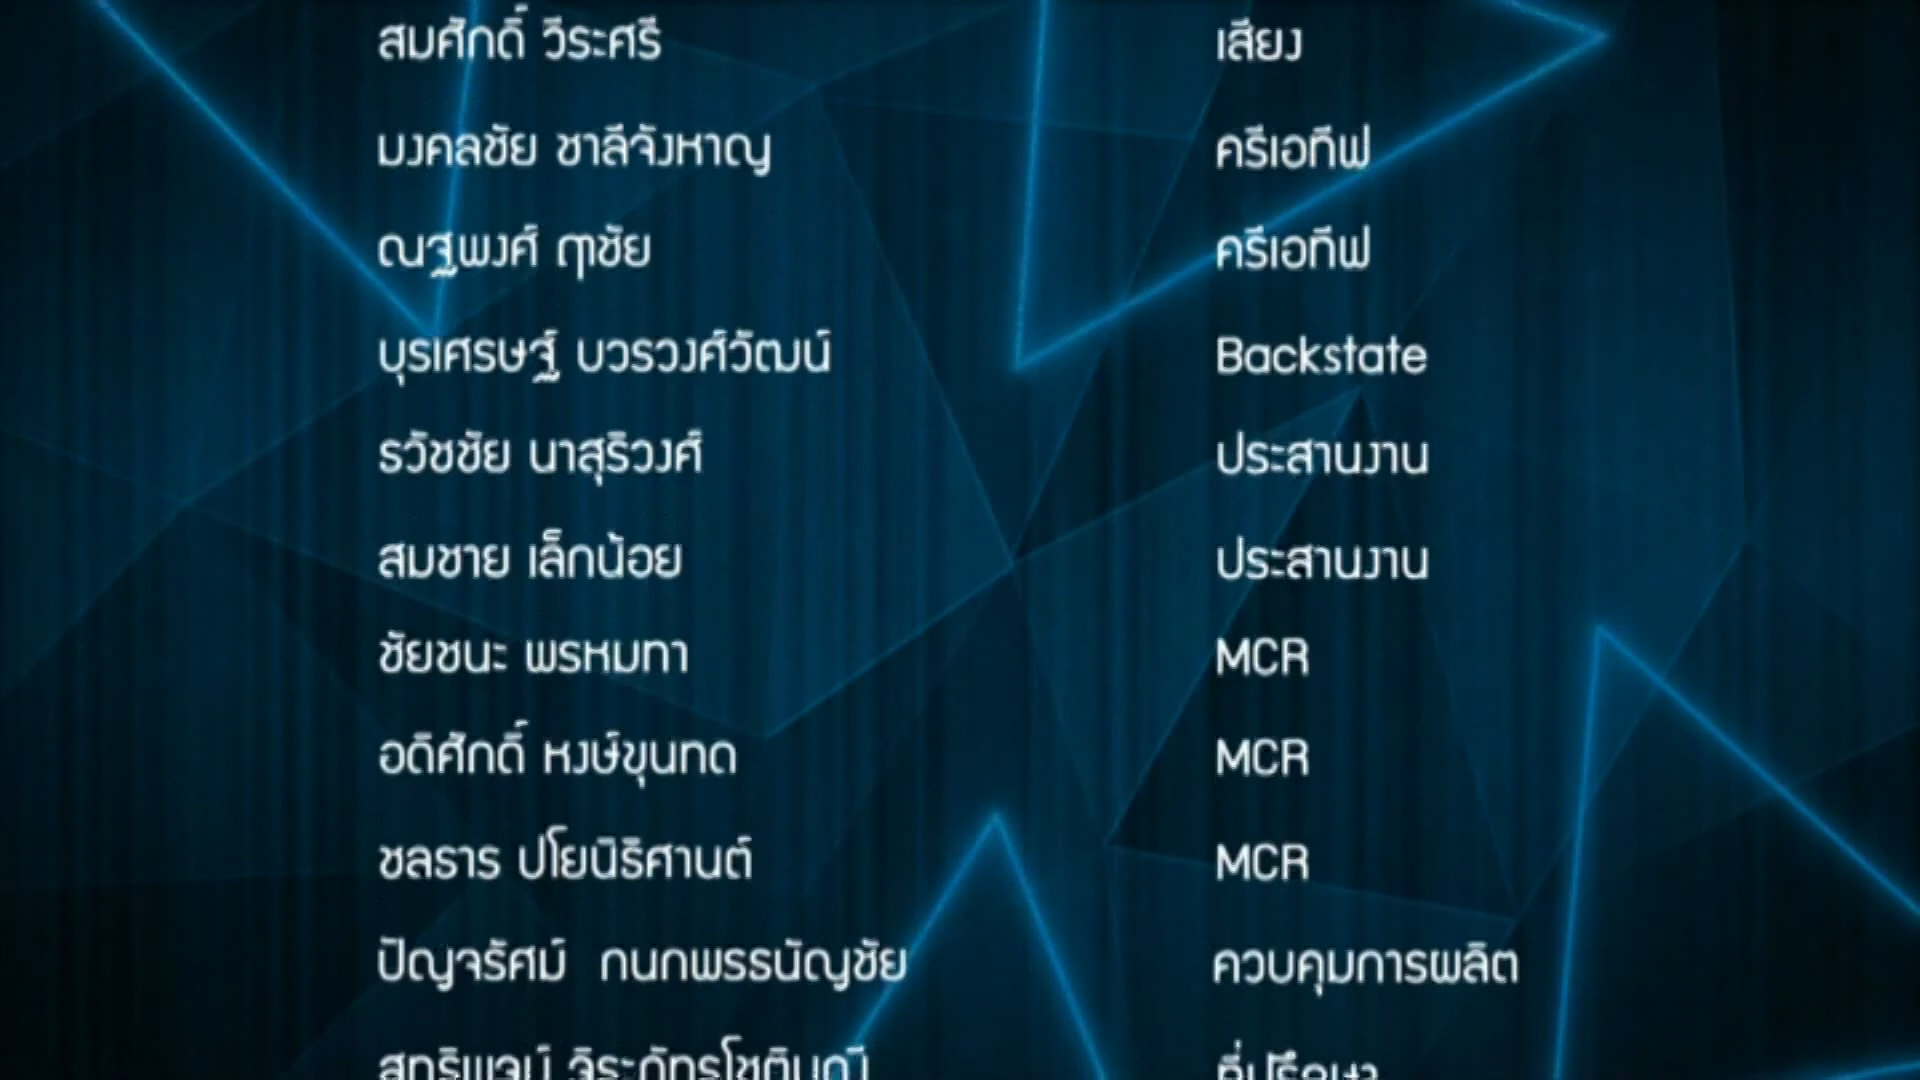 สมศักดิ์ วีระศรี เสียง
มงคลชัย ชาลีจังหาญ ครีเอทีฟ
ณฐพงศ์ ฤาชัย ครีเอทีฟ
บุรเศรษฐ์ บวรวงศ์วัฒน์ Backstate
ธวัชชัย นาสุริวงศ์ ประสานงาน
สมชาย เล็กน้อย ประสานงาน
ชัยชนะ พรหมทา MCR
อดิศักดิ์ หงษ์ขุนทด MCR
ชลธาร ปโยนิธิศานต์ MCR
ปัญจรัศม์ กนกพรรธนัญชัย ควบคุมการผลิต
ที่ปรึกษา